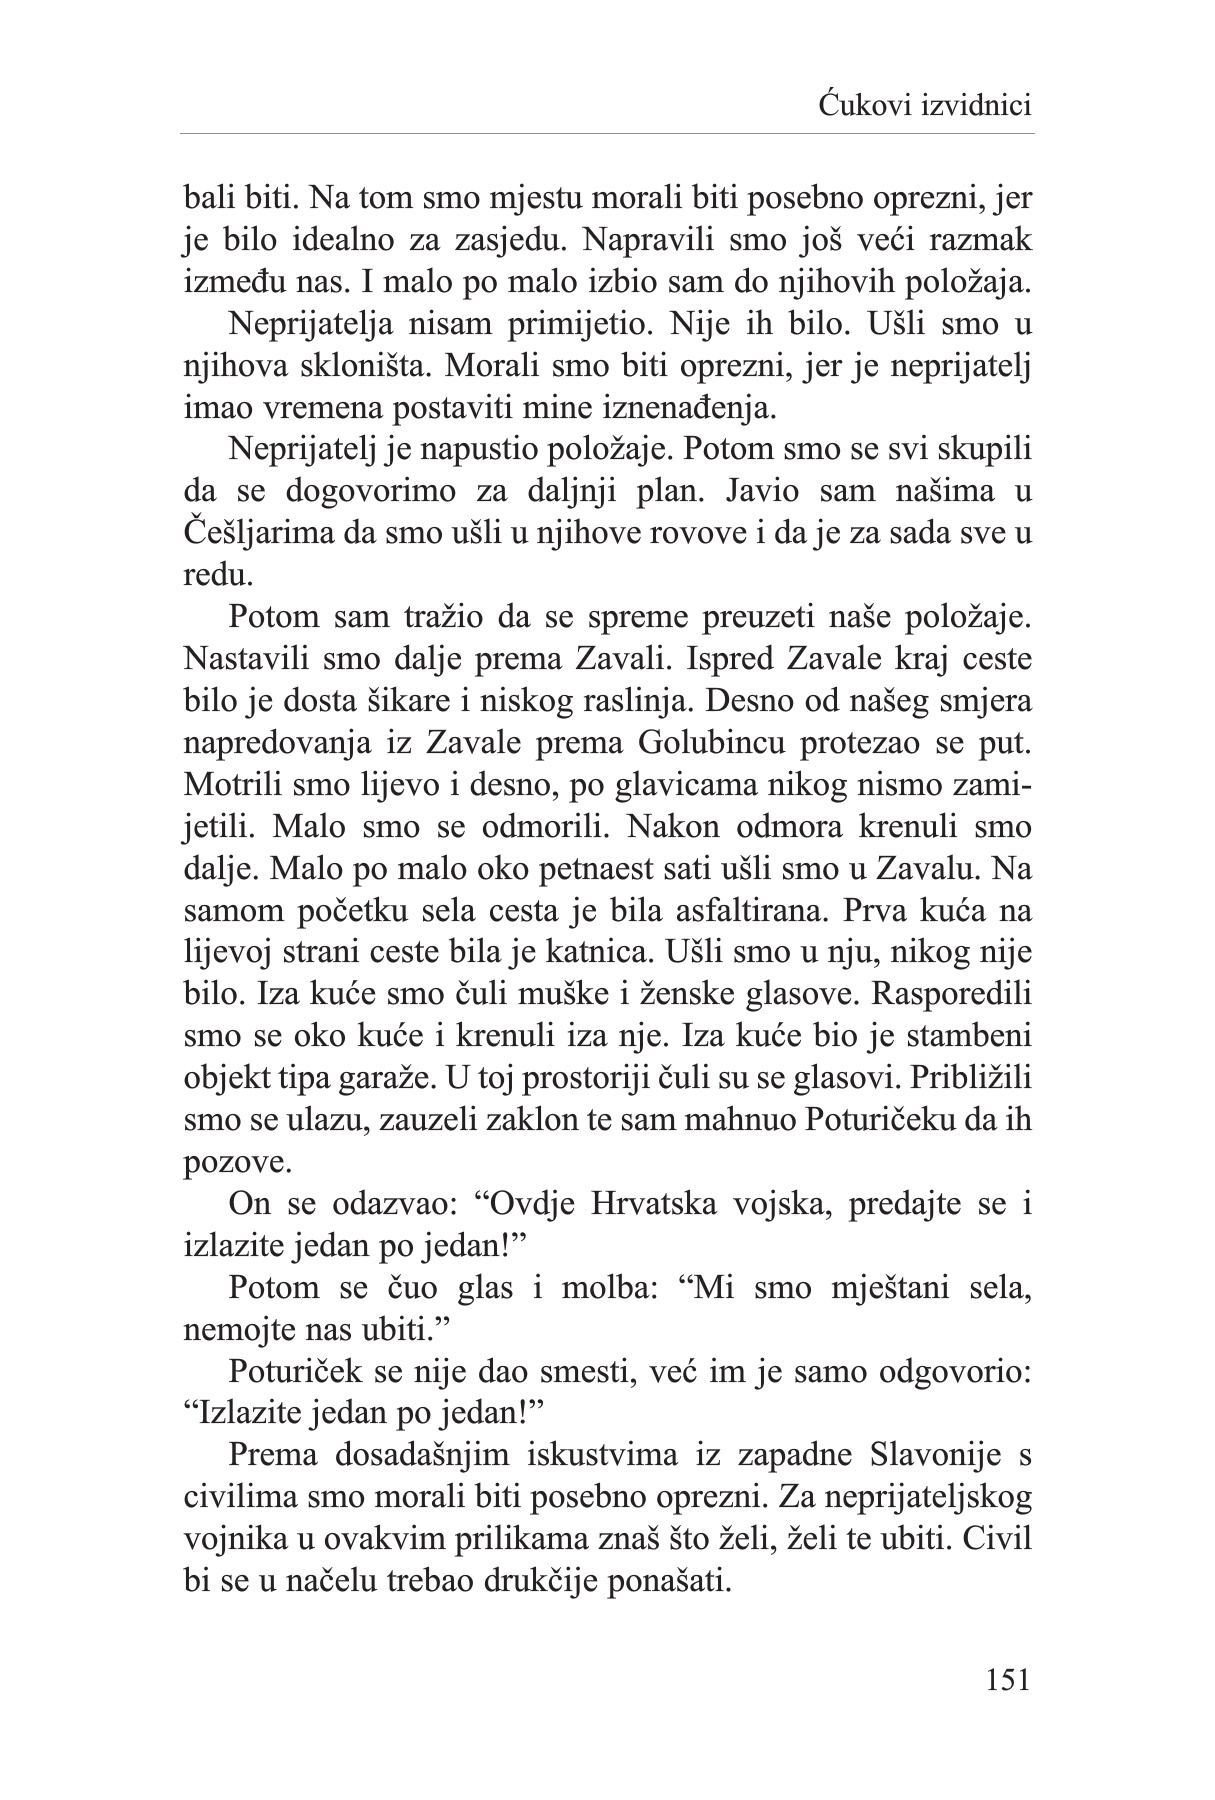 Ćukovi izvidnici
bali biti. Na tom smo mjestu morali biti posebno oprezni, jer
je bilo idealno za zasjedu. Napravili smo još veći razmak
između nas. I malo po malo izbio sam do njihovih položaja.
Neprijatelja nisam primijetio. Nije ih bilo. Ušli smo u
njihova skloništa. Morali smo biti oprezni, jer je neprijatelj
imao vremena postaviti mine iznenađenja.
Neprijatelj je napustio položaje. Potom smo se svi skupili
da se dogovorimo za daljnji plan. Javio sam našima u
Češljarima da smo ušli u njihove rovove i da je za sada sve u
redu.
Potom sam tražio da se spreme preuzeti naše položaje.
Nastavili smo dalje prema Zavali. Ispred Zavale kraj ceste
bilo je dosta šikare i niskog raslinja. Desno od našeg smjera
napredovanja iz Zavale prema Golubincu protezao se put.
Motrili smo lijevo i desno, po glavicama nikog nismo zami-
jetili. Malo smo se odmorili. Nakon odmora krenuli smo
dalje. Malo po malo oko petnaest sati ušli smo u Zavalu. Na
samom početku sela cesta je bila asfaltirana. Prva kuća na
lijevoj strani ceste bila je katnica. Ušli smo u nju, nikog nije
bilo. Iza kuće smo čuli muške i ženske glasove. Rasporedili
smo se oko kuće i krenuli iza nje. Iza kuće bio je stambeni
objekt tipa garaže. U toj prostoriji čuli su se glasovi. Približili
smo se ulazu, zauzeli zaklon te sam mahnuo Poturičeku da ih
pozove.
On se odazvao: “Ovdje Hrvatska vojska, predajte se i
izlazite jedan po jedan!”
Potom se čuo glas i molba: “Mi smo mještani sela,
nemojte nas ubiti.”
Poturiček se nije dao smesti, već im je samo odgovorio:
“Izlazite jedan po jedan!”
Prema dosadašnjim iskustvima iz zapadne Slavonije s
civilima smo morali biti posebno oprezni. Za neprijateljskog
vojnika u ovakvim prilikama znaš što želi, želi te ubiti. Civil
bi se u načelu trebao drukčije ponašati.
151